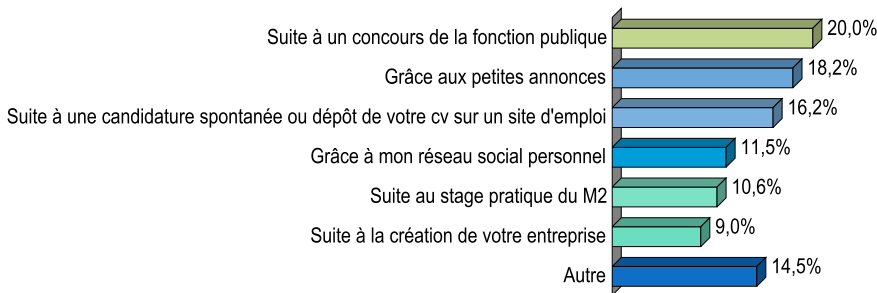 Suite à un concours de la fonction publique 20,0%
Grâce aux petites annonces 18,2%
Suite à une candidature spontanée ou dépôt de votre cv sur un site d'emploi 16,2%
Grâce à mon réseau social personnel 11,5%
Suite au stage pratique du M2 10,6%
Suite à la création de votre entreprise 9,0%
Autre 14,5%